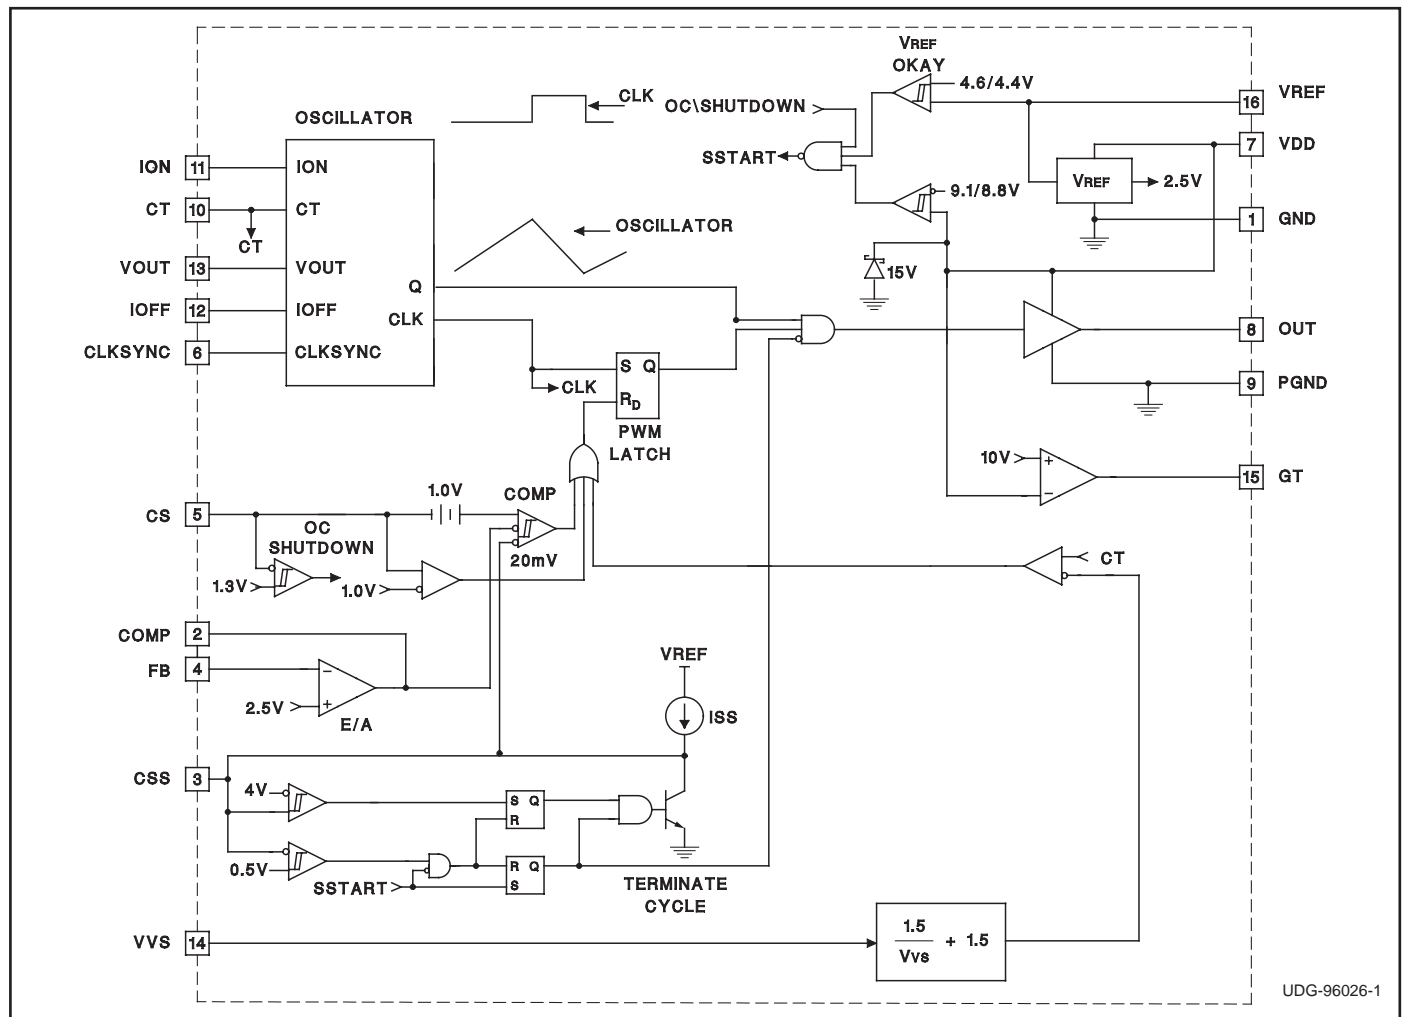 VREF
OKAY
4.6/4.4V
CLK
OC\SHUTDOWN
16 VREF
OSCILLATOR
7 VDD
SSTART
ION 11 ION
VREF 2.5V
9.1/8.8V
CT 10 CT
1 GND
CT
OSCILLATOR
VOUT 13 VOUT
15V
Q
IOFF 12 IOFF
CLK
8 OUT
CLKSYNC 6 CLKSYNC
S Q
CLK
9 PGND
RD
PWM
LATCH
10V + −
15 GT
1.0V
COMP
CS 5
OC
SHUTDOWN
20mV
CT
1.3V
1.0V
COMP 2
FB 4 −
VREF
2.5V +
E/A
ISS
CSS 3
4V
S Q
R
0.5V
R Q
S
SSTART
TERMINATE
CYCLE
VVS 14
1.5
+ 1.5
Vvs
UDG-96026-1